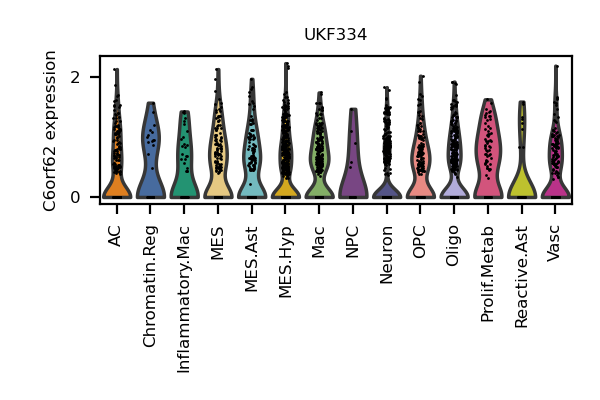 UKF334
C6orf62 expression
2
0
AC
Chromatin.Reg
Inflammatory.Mac
MES
MES.Ast
MES.Hyp
Mac
NPC
Neuron
OPC
Oligo
Prolif.Metab
Reactive.Ast
Vasc